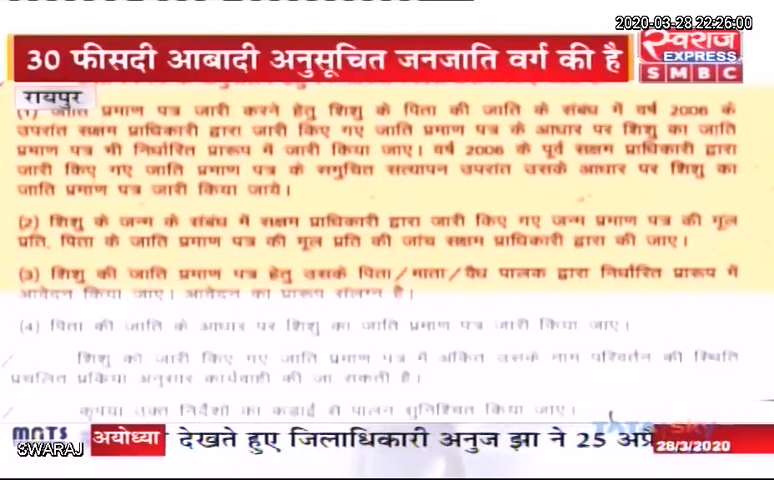 2020-03-28 22:26:00
30 फीसदी आबादी अनुसूचित जनजाति वर्ग की है
स्वराज
EXPRESS
SMBC
रायपुर
(1) जाति प्रमाण पत्र जारी करने हेतु शिशु के पिता की जाति के संबंध में वर्ष 2006 के
उपरांत सक्षम प्राधिकारी द्वारा जारी किए गए जाति प्रमाण पत्र के आधार पर शिशु का जाति
प्रमाण पत्र भी निर्धारित प्रारूप में जारी किया जाए। वर्ष 2006 के पूर्व सक्षम प्राधिकारी द्वारा
जारी किए गए जाति प्रमाण पत्र के समुचित सत्यापन उपरांत उसके आधार पर शिशु का
जाति प्रमाण पत्र जारी किया जाये।
(2) शिशु के जन्म के संबंध में सक्षम प्राधिकारी द्वारा जारी किए गए जन्म प्रमाण पत्र की मूल
प्रति, पिता के जाति प्रमाण पत्र की मूल प्रति की जांच सक्षम प्राधिकारी द्वारा की जाए।
(3) शिशु की जाति प्रमाण पत्र हेतु उसके पिता/माता/वैध पालक द्वारा निर्धारित प्रारूप में
आवेदन किया जाए। आवेदन का प्रारूप संलग्न है।
(4) पिता की जाति के आधार पर शिशु का जाति प्रमाण पत्र जारी किया जाए।
शिशु को जारी किए गए जाति प्रमाण पत्र में अंकित उसके नाम परिवर्तन की स्थिति
प्रचलित प्रक्रिया अनुसार कार्यवाही की जा सकती है।
कृपया उक्त निर्देशों का कड़ाई से पालन सुनिश्चित किया जाए।
TATA sky
SWARAJ
अयोध्या
देखते हुए जिलाधिकारी अनुज झा ने 25 अप्रै
28/3/2020